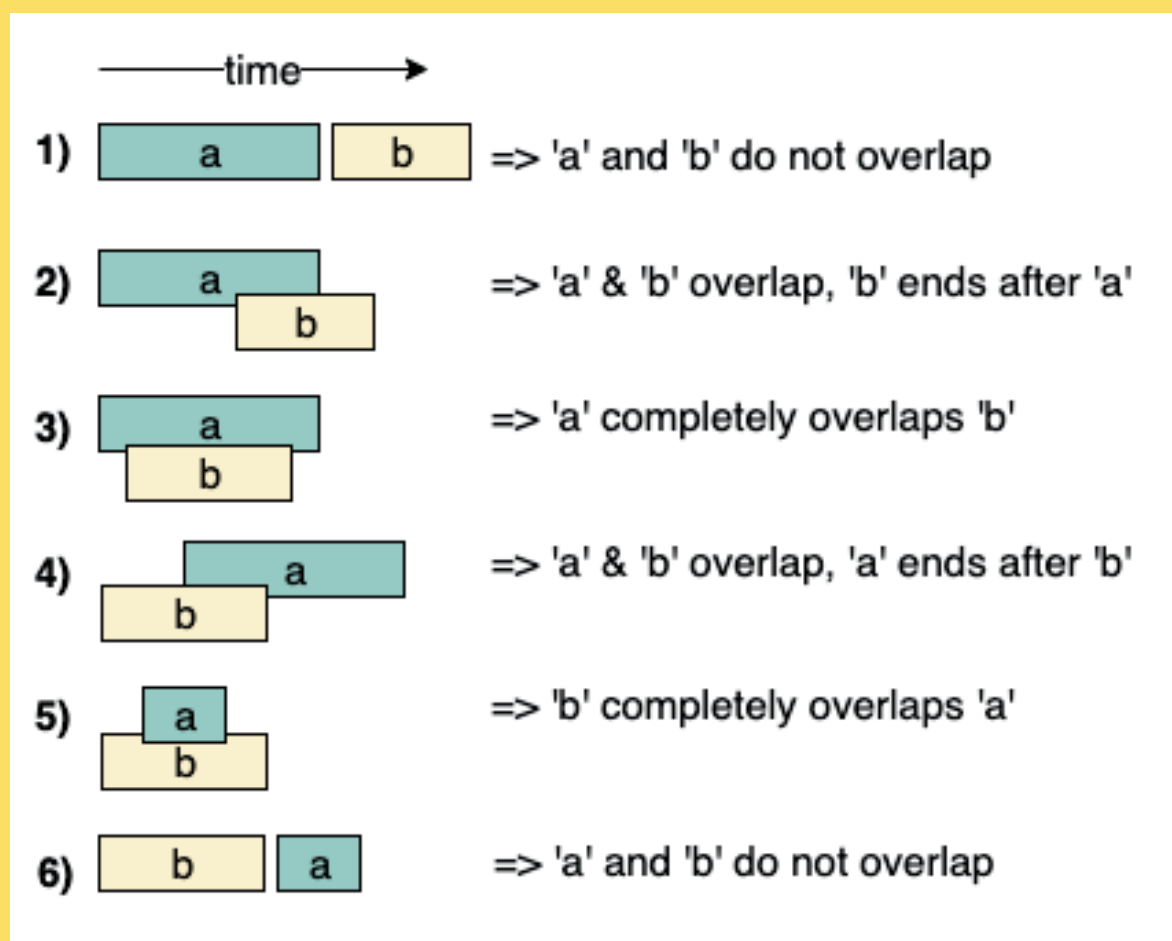 time
1) a b => 'a' and 'b' do not overlap
2) a => 'a' & 'b' overlap, 'b' ends after 'a'
b
3) a => 'a' completely overlaps 'b'
b
4) a => 'a' & 'b' overlap, 'a' ends after 'b'
b
5) a => 'b' completely overlaps 'a'
b
6) b a => 'a' and 'b' do not overlap